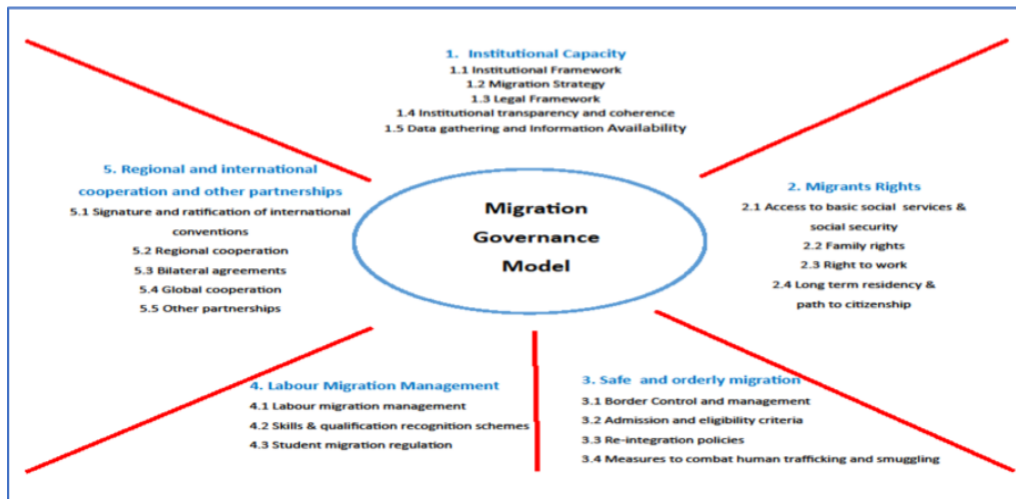 1. Institutional Capacity
1.1 Institutional Framework
1.2 Migration Strategy
1.3 Legal Framework
1.4 Institutional transparency and coherence
1.5 Data gathering and Information Availability
Migration
Governance
Model
2. Migrants Rights
2.1 Access to basic social services &
social security
2.2 Family rights
2.3 Right to work
2.4 Long term residency &
path to citizenship
3. Safe and orderly migration
3.1 Border Control and management
3.2 Admission and eligibility criteria
3.3 Re-integration policies
3.4 Measures to combat human trafficking and smuggling
4. Labour Migration Management
4.1 Labour migration management
4.2 Skills & qualification recognition schemes
4.3 Student migration regulation
5. Regional and international
cooperation and other partnerships
5.1 Signature and ratification of international
conventions
5.2 Regional cooperation
5.3 Bilateral agreements
5.4 Global cooperation
5.5 Other partnerships